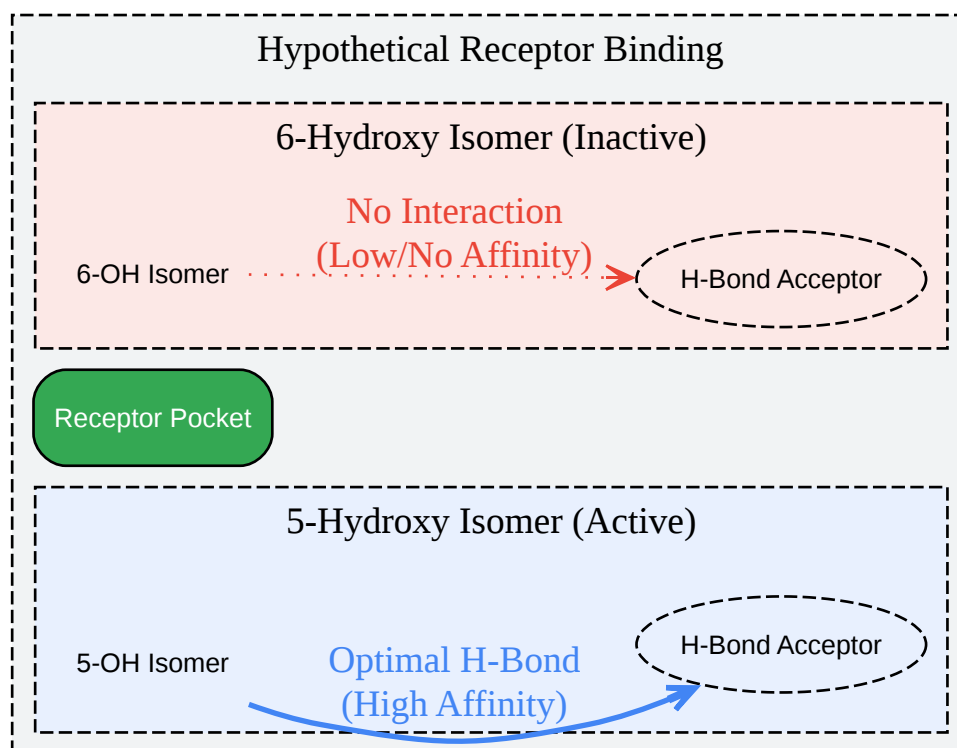 Hypothetical Receptor Binding
6-Hydroxy Isomer (Inactive)
No Interaction
(Low/No Affinity)
6-OH Isomer
H-Bond Acceptor
Receptor Pocket
5-Hydroxy Isomer (Active)
5-OH Isomer
Optimal H-Bond
(High Affinity)
H-Bond Acceptor